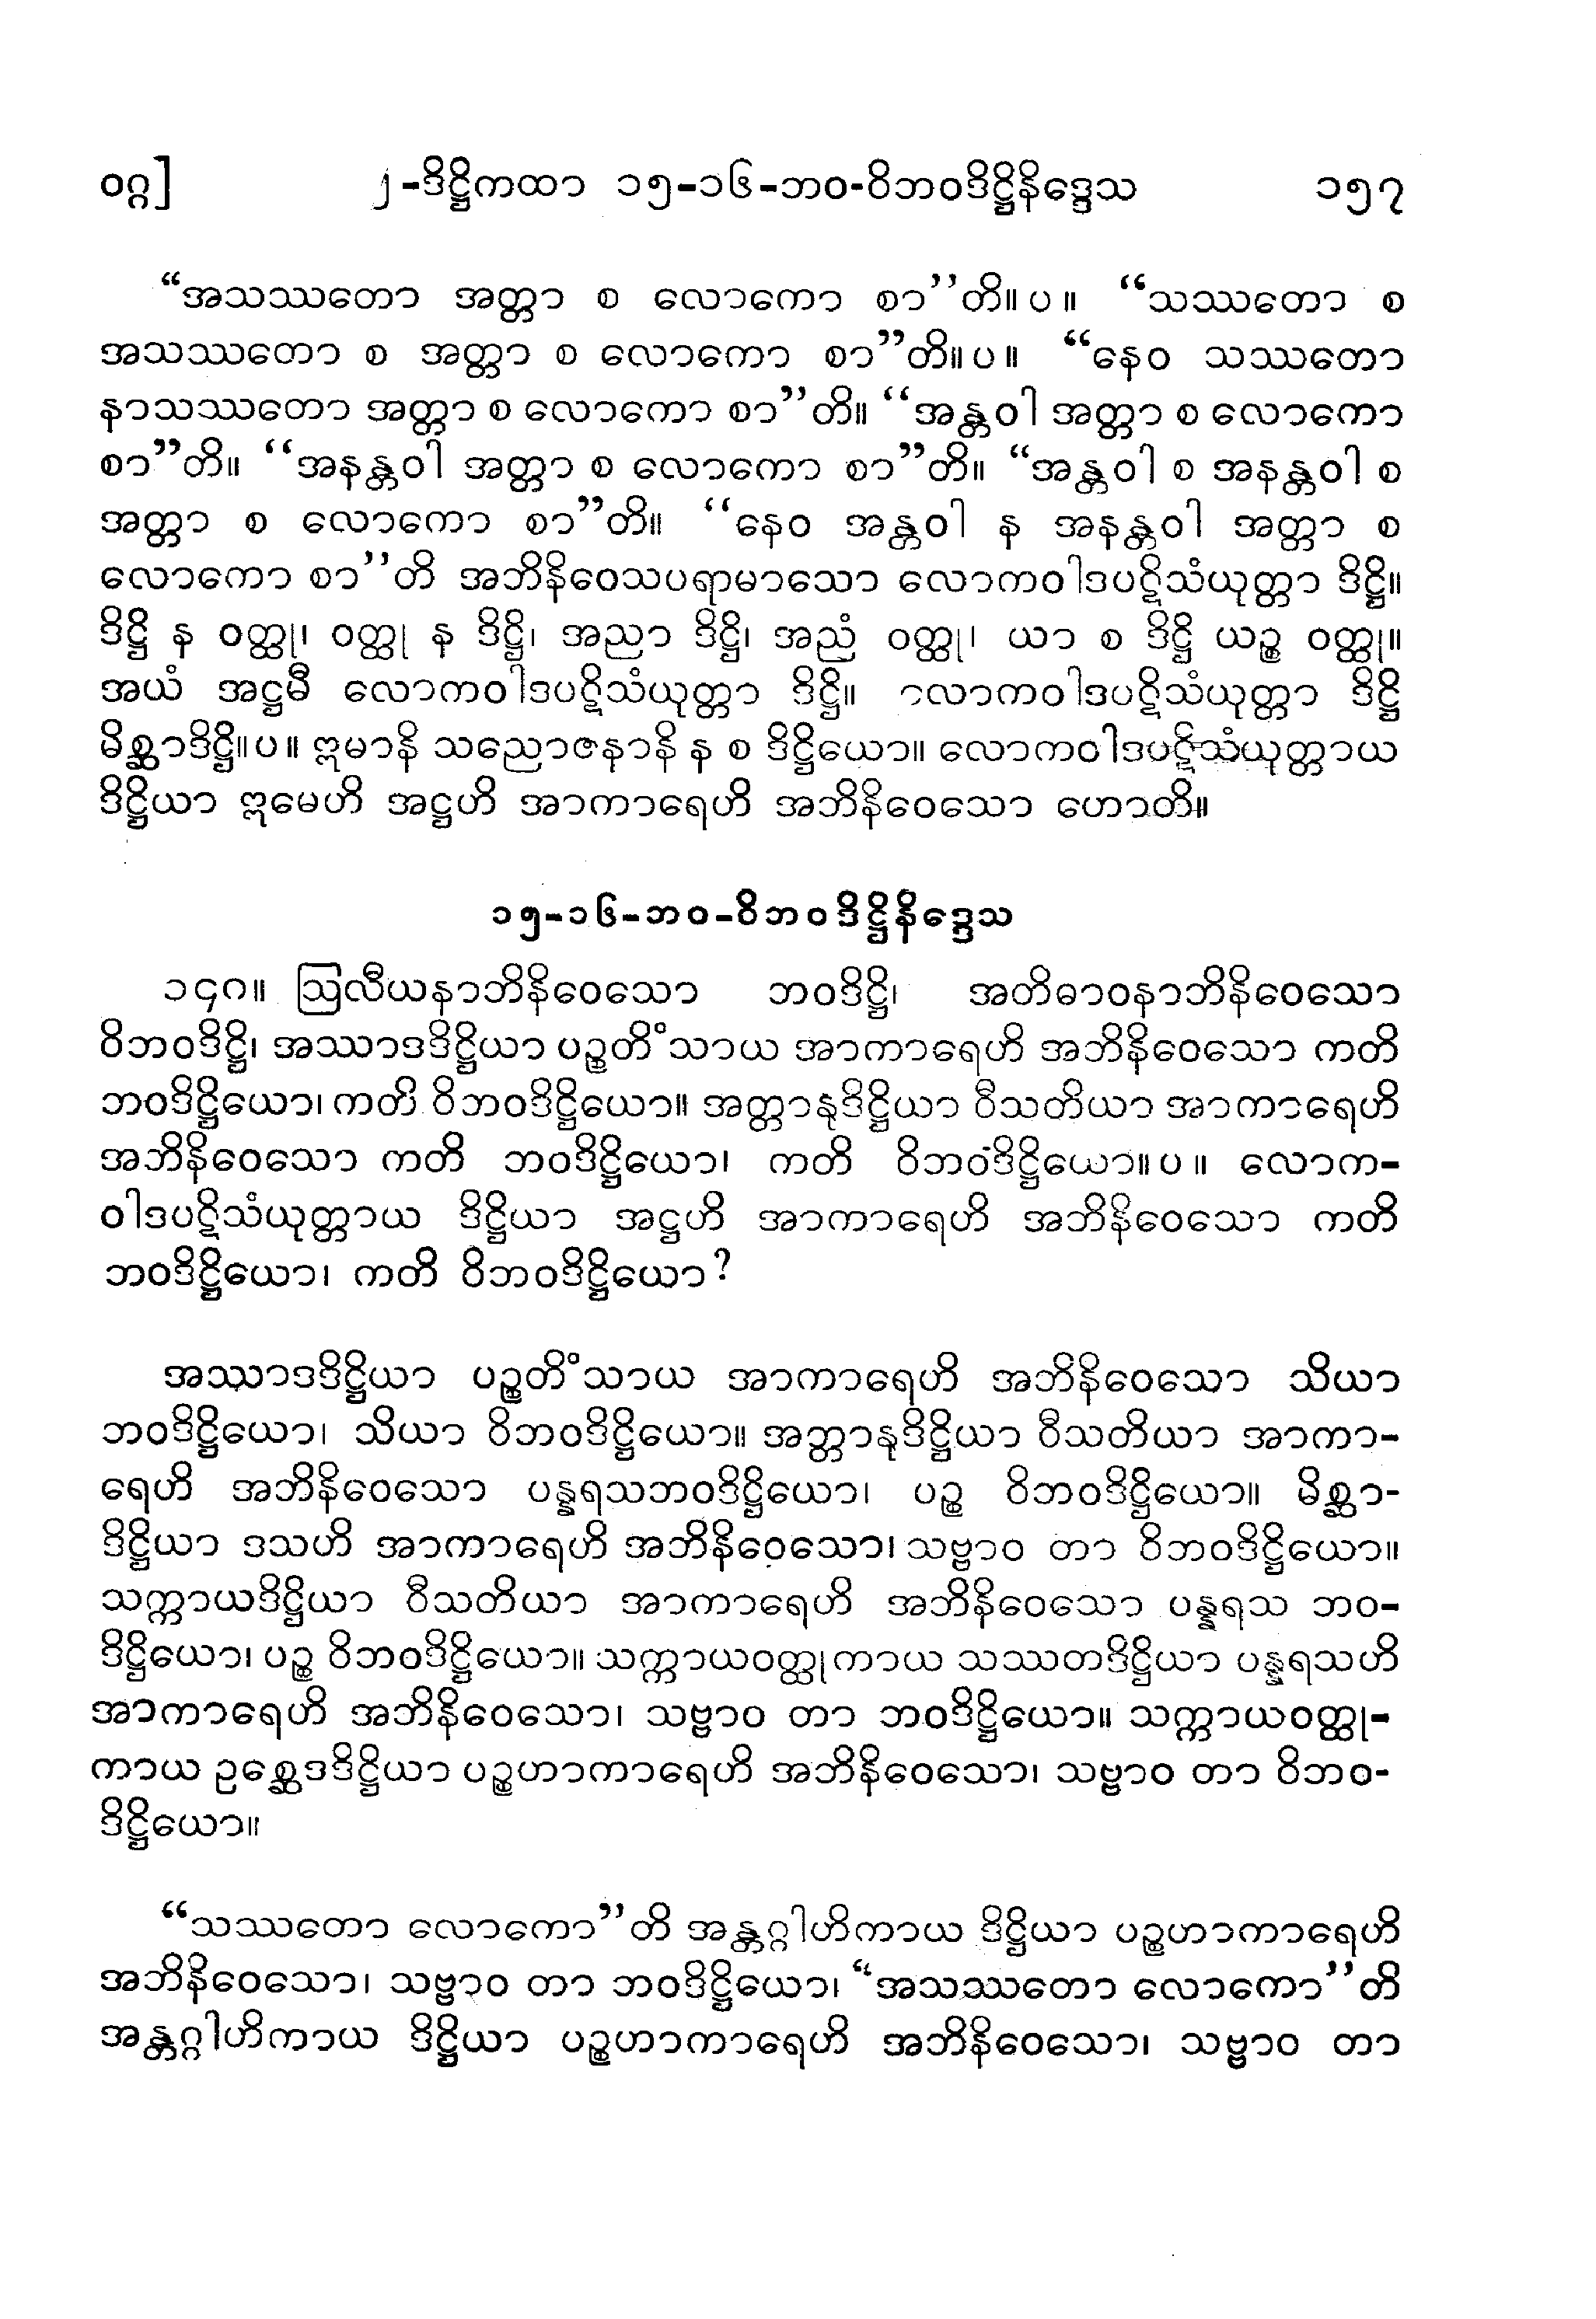 ဝဂ္ဂ] ၂-ဒိဋ္ဌိကထာ ၁၅-၁၆-ဘဝ-ဝိဘဝဒိဋ္ဌိနိဒ္ဒေသ ၁၅၇
“အသဿတော အတ္တာ စ လောကော စာ”တိ။ပ။ “သဿတော စ
အသဿတော စ အတ္တာ စ လောကော စာ”တိ။ပ။ “နေဝ သဿတော
နာသဿတော အတ္တာ စ လောကော စာ”တိ။ “အန္တဝါ အတ္တာ စ လောကော
စာ”တိ။ “အနန္တဝါ အတ္တာ စ လောကော စာ”တိ။ “အန္တဝါ စ အနန္တဝါ စ
အတ္တာ စ လောကော စာ”တိ။ “နေဝ အန္တဝါ န အနန္တဝါ အတ္တာ စ
လောကော စာ”တိ အဘိနိဝေသပရာမာသော လောကဝါဒပဋိသံယုတ္တာ ဒိဋ္ဌိ။
ဒိဋ္ဌိ န ဝတ္ထု၊ ဝတ္ထု န ဒိဋ္ဌိ၊ အညာ ဒိဋ္ဌိ၊ အညံ ဝတ္ထု၊ ယာ စ ဒိဋ္ဌိ ယဉ္စ ဝတ္ထု။
အယံ အဋ္ဌမီ လောကဝါဒပဋိသံယုတ္တာ ဒိဋ္ဌိ။ လောကဝါဒပဋိသံယုတ္တာ ဒိဋ္ဌိ
မိစ္ဆာဒိဋ္ဌိ။ပ။ ဣမာနိ သညောဇနာနိ န စ ဒိဋ္ဌိယော။ လောကဝါဒပဋိသံယုတ္တာယ
ဒိဋ္ဌိယာ ဣမေဟိ အဋ္ဌဟိ အာကာရေဟိ အဘိနိဝေသော ဟောတိ။
၁၅-၁၆-ဘဝ-ဝိဘဝဒိဋ္ဌိနိဒ္ဒေသ
၁၄၈။ ဩလီယနာဘိနိဝေသော ဘဝဒိဋ္ဌိ၊ အတိဓာဝနာဘိနိဝေသော
ဝိဘဝဒိဋ္ဌိ၊ အဿာဒဒိဋ္ဌိယာ ပဉ္စတိံသာယ အာကာရေဟိ အဘိနိဝေသော ကတိ
ဘဝဒိဋ္ဌိယော၊ ကတိ ဝိဘဝဒိဋ္ဌိယော။ အတ္တာနုဒိဋ္ဌိယာ ဝီသတိယာ အာကာရေဟိ
အဘိနိဝေသော ကတိ ဘဝဒိဋ္ဌိယော၊ ကတိ ဝိဘဝဒိဋ္ဌိယော။ပ။ လောက-
ဝါဒပဋိသံယုတ္တာယ ဒိဋ္ဌိယာ အဋ္ဌဟိ အာကာရေဟိ အဘိနိဝေသော ကတိ
ဘဝဒိဋ္ဌိယော၊ ကတိ ဝိဘဝဒိဋ္ဌိယော?
အဿာဒဒိဋ္ဌိယာ ပဉ္စတိံသာယ အာကာရေဟိ အဘိနိဝေသော သိယာ
ဘဝဒိဋ္ဌိယော၊ သိယာ ဝိဘဝဒိဋ္ဌိယော။ အတ္တာနုဒိဋ္ဌိယာ ဝီသတိယာ အာကာ-
ရေဟိ အဘိနိဝေသော ပန္နရသဘဝဒိဋ္ဌိယော၊ ပဉ္စ ဝိဘဝဒိဋ္ဌိယော။ မိစ္ဆာ-
ဒိဋ္ဌိယာ ဒသဟိ အာကာရေဟိ အဘိနိဝေသော၊ သဗ္ဗာဝ တာ ဝိဘဝဒိဋ္ဌိယော။
သက္ကာယဒိဋ္ဌိယာ ဝီသတိယာ အာကာရေဟိ အဘိနိဝေသော ပန္နရသ ဘဝ-
ဒိဋ္ဌိယော၊ ပဉ္စ ဝိဘဝဒိဋ္ဌိယော။ သက္ကာယဝတ္ထုကာယ သဿတဒိဋ္ဌိယာ ပန္နရသဟိ
အာကာရေဟိ အဘိနိဝေသော၊ သဗ္ဗာဝ တာ ဘဝဒိဋ္ဌိယော။ သက္ကာယဝတ္ထု-
ကာယ ဥစ္ဆေဒဒိဋ္ဌိယာ ပဉ္စဟာကာရေဟိ အဘိနိဝေသော၊ သဗ္ဗာဝ တာ ဝိဘဝ-
ဒိဋ္ဌိယော။
“သဿတော လောကော”တိ အန္တဂ္ဂါဟိကာယ ဒိဋ္ဌိယာ ပဉ္စဟာကာရေဟိ
အဘိနိဝေသော၊ သဗ္ဗာဝ တာ ဘဝဒိဋ္ဌိယော၊ “အသဿတော လောကော”တိ
အန္တဂ္ဂါဟိကာယ ဒိဋ္ဌိယာ ပဉ္စဟာကာရေဟိ အဘိနိဝေသော၊ သဗ္ဗာဝ တာ